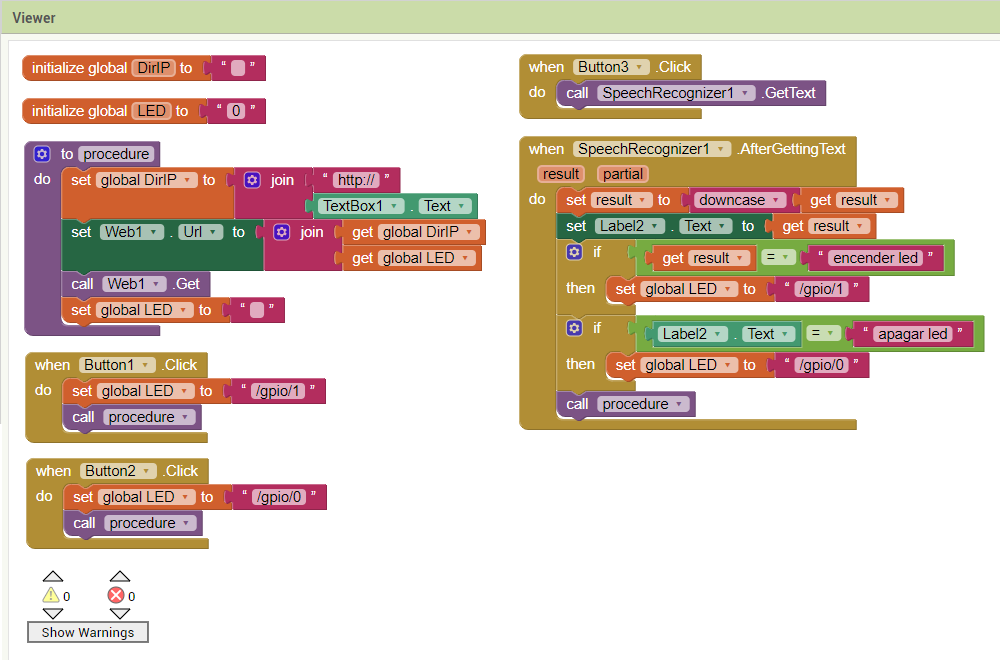 Viewer
initialize global DirIP to " "
initialize global LED to " 0 "
to procedure
do set global DirIP to join " http:// "
TextBox1 . Text
set Web1 . Url to join get global DirIP
get global LED
call Web1 .Get
set global LED to " "
when Button1 .Click
do set global LED to " /gpio/1 "
call procedure
when Button2 .Click
do set global LED to " /gpio/0 "
call procedure
0 0
Show Warnings
when Button3 .Click
do call SpeechRecognizer1 .GetText
when SpeechRecognizer1 .AfterGettingText
result partial
do set result to downcase get result
set Label2 . Text to get result
if get result = " encender led "
then set global LED to " /gpio/1 "
if Label2 . Text = " apagar led "
then set global LED to " /gpio/0 "
call procedure